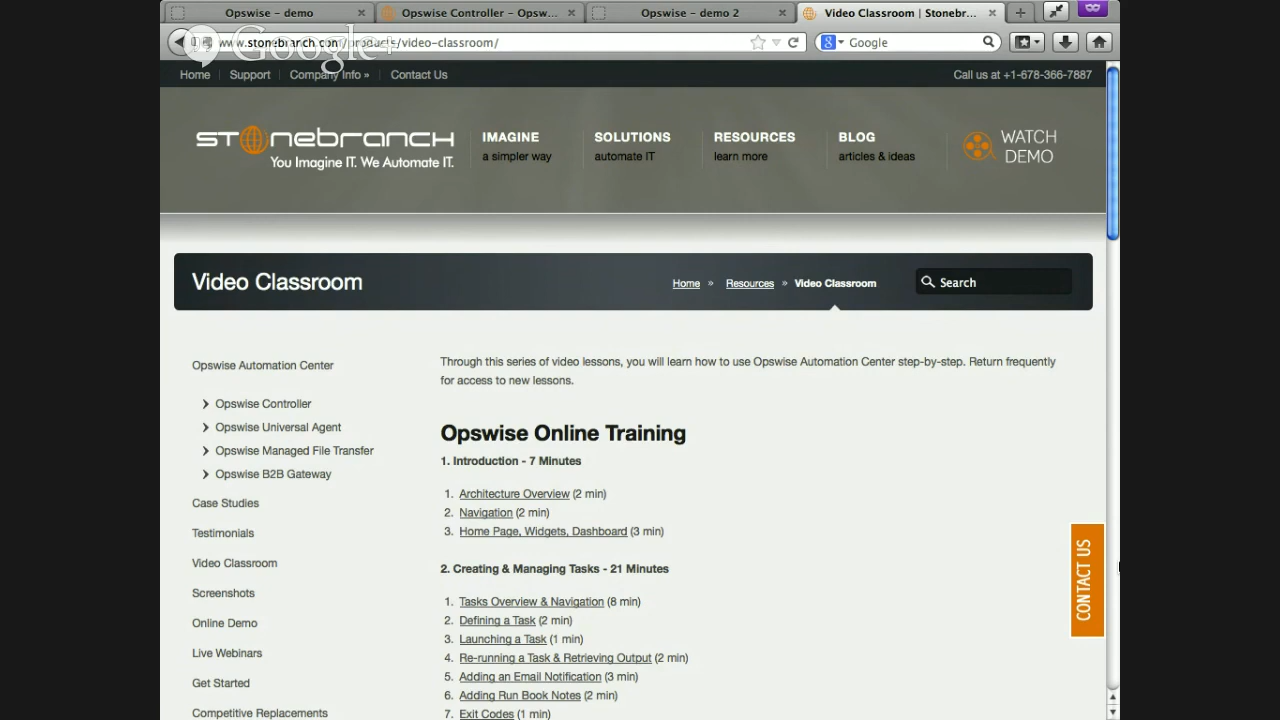 Opswise - demo
Opswise Controller - Opsw...
Opswise - demo 2
Video Classroom | Stonebr...
www.stonebranch.com/products/video-classroom/
Google
Google+
Home
Support
Company Info »
Contact Us
Call us at +1-678-366-7887
STONEBRANCH
You Imagine IT. We Automate IT.
IMAGINE
a simpler way
SOLUTIONS
automate IT
RESOURCES
learn more
BLOG
articles & ideas
WATCH
DEMO
Video Classroom
Home » Resources » Video Classroom
Search
Opswise Automation Center
Opswise Controller
Opswise Universal Agent
Opswise Managed File Transfer
Opswise B2B Gateway
Case Studies
Testimonials
Video Classroom
Screenshots
Online Demo
Live Webinars
Get Started
Competitive Replacements
Through this series of video lessons, you will learn how to use Opswise Automation Center step-by-step. Return frequently
for access to new lessons.
Opswise Online Training
1. Introduction - 7 Minutes
1. Architecture Overview (2 min)
2. Navigation (2 min)
3. Home Page, Widgets, Dashboard (3 min)
2. Creating & Managing Tasks - 21 Minutes
1. Tasks Overview & Navigation (8 min)
2. Defining a Task (2 min)
3. Launching a Task (1 min)
4. Re-running a Task & Retrieving Output (2 min)
5. Adding an Email Notification (3 min)
6. Adding Run Book Notes (2 min)
7. Exit Codes (1 min)
CONTACT US